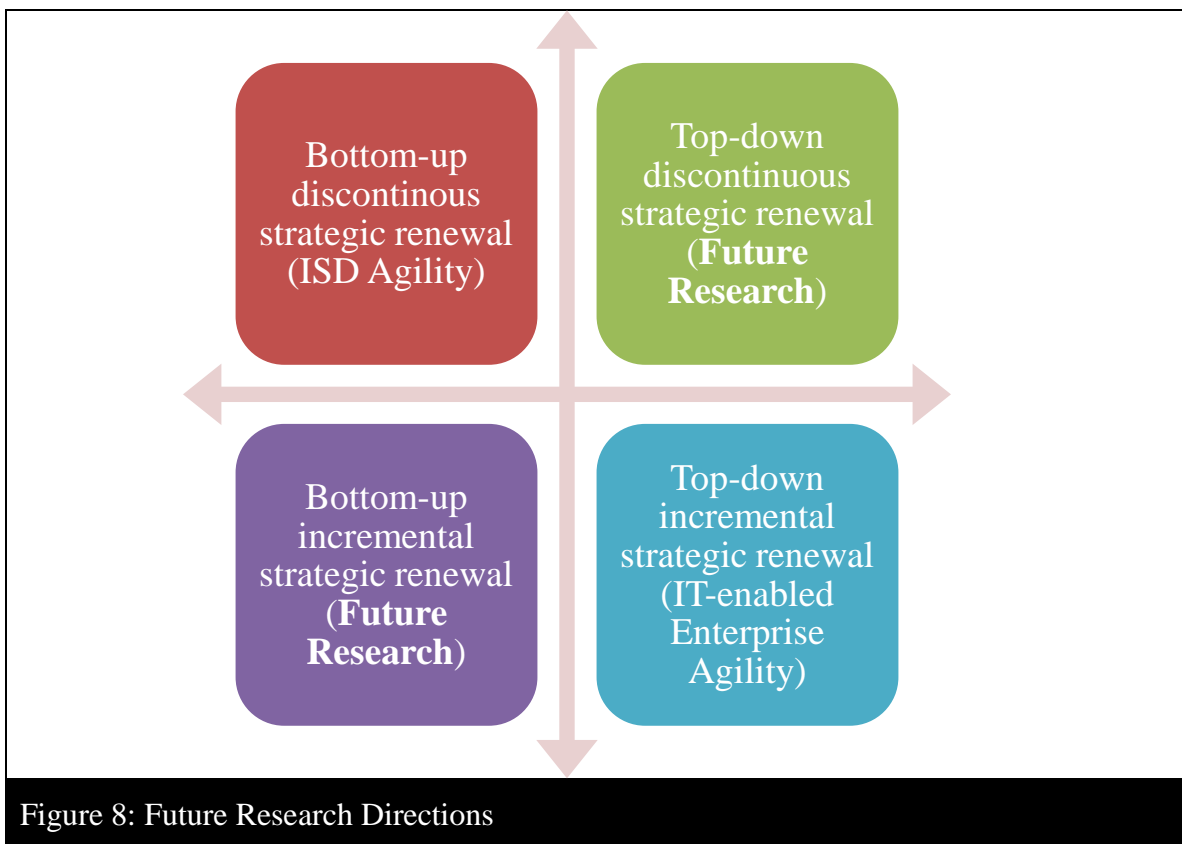 Bottom-up
discontinous
strategic renewal
(ISD Agility)
Top-down
discontinuous
strategic renewal
(Future
Research)
Bottom-up
incremental
strategic renewal
(Future
Research)
Top-down
incremental
strategic renewal
(IT-enabled
Enterprise
Agility)
Figure 8: Future Research Directions